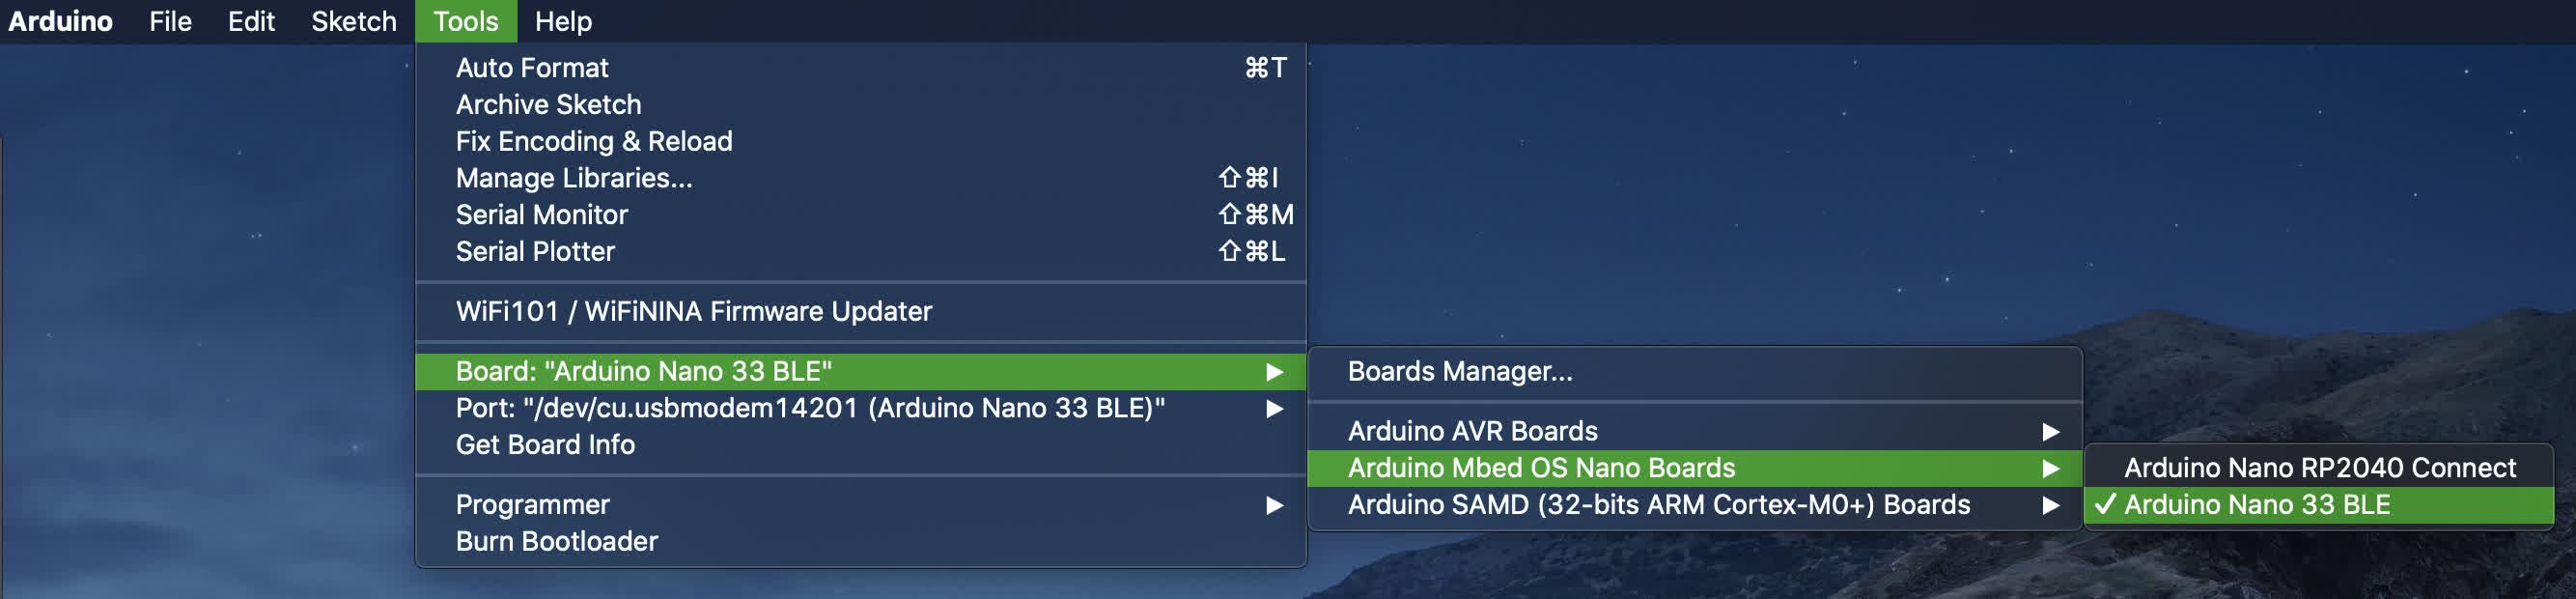 Arduino File Edit Sketch Tools Help
Auto Format ⌘T
Archive Sketch
Fix Encoding & Reload
Manage Libraries... ⇧⌘I
Serial Monitor ⇧⌘M
Serial Plotter ⇧⌘L
WiFi101 / WiFiNINA Firmware Updater
Board: "Arduino Nano 33 BLE" ▶
Port: "/dev/cu.usbmodem14201 (Arduino Nano 33 BLE)" ▶
Get Board Info
Programmer ▶
Burn Bootloader
Boards Manager...
Arduino AVR Boards ▶
Arduino Mbed OS Nano Boards ▶
Arduino SAMD (32-bits ARM Cortex-M0+) Boards ▶
Arduino Nano RP2040 Connect
✓ Arduino Nano 33 BLE